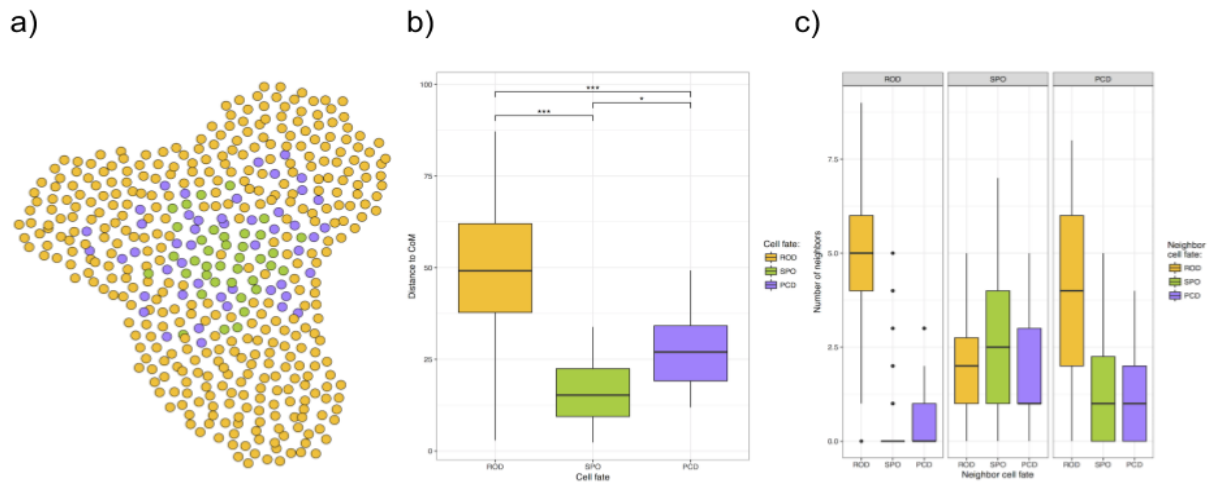 a)
b)
c)
100
75
50
25
0
Distance to CoM
***
***
*
ROD
SPO
PCD
Cell fate
Cell fate:
ROD
SPO
PCD
ROD
SPO
PCD
7.5
5.0
2.5
0.0
Number of neighbors
ROD SPO PCD
ROD SPO PCD
ROD SPO PCD
Neighbor cell fate
Neighbor
cell fate:
ROD
SPO
PCD